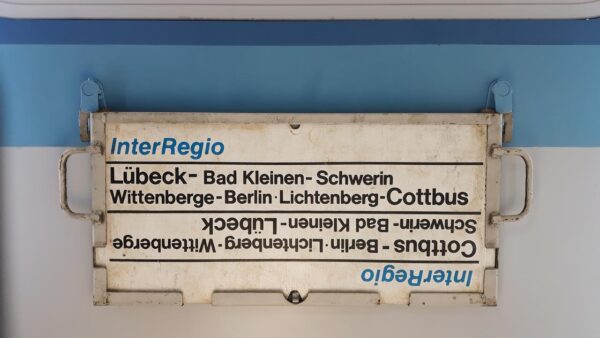 InterRegio
Lübeck- Bad Kleinen- Schwerin
Wittenberge-Berlin·Lichtenberg-Cottbus
InterRegio
Cottbus - Berlin·Lichtenberg·Wittenberge
Schwerin- Bad Kleinen - Lübeck